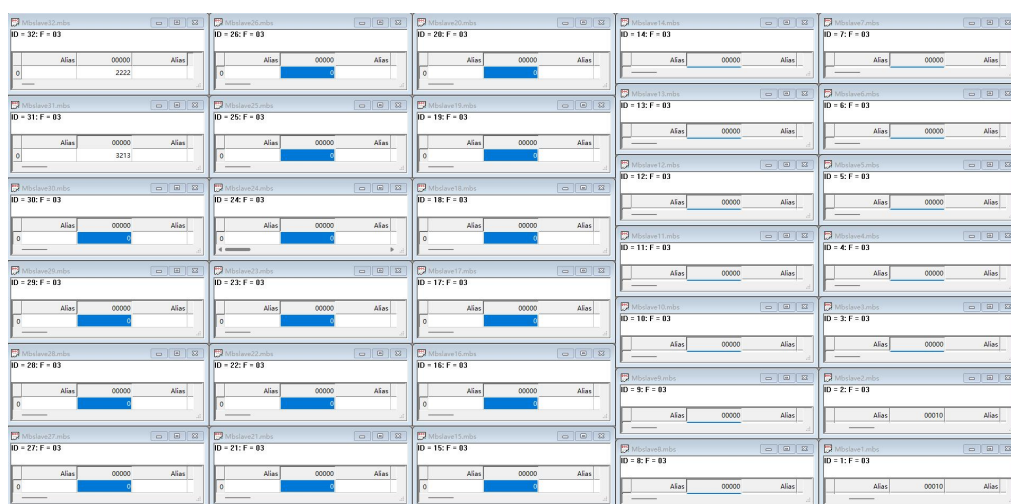 Mbslave32.mbs
ID = 32: F = 03
Alias 00000 Alias
0 2222
Mbslave31.mbs
ID = 31: F = 03
Alias 00000 Alias
0 3213
Mbslave30.mbs
ID = 30: F = 03
Alias 00000 Alias
0 0
Mbslave29.mbs
ID = 29: F = 03
Alias 00000 Alias
0 0
Mbslave28.mbs
ID = 28: F = 03
Alias 00000 Alias
0 0
Mbslave27.mbs
ID = 27: F = 03
Alias 00000 Alias
0 0
Mbslave26.mbs
ID = 26: F = 03
Alias 00000 Alias
0 0
Mbslave25.mbs
ID = 25: F = 03
Alias 00000 Alias
0 0
Mbslave24.mbs
ID = 24: F = 03
Alias 00000 Alias
0 0
Mbslave23.mbs
ID = 23: F = 03
Alias 00000 Alias
0 0
Mbslave22.mbs
ID = 22: F = 03
Alias 00000 Alias
0 0
Mbslave21.mbs
ID = 21: F = 03
Alias 00000 Alias
0 0
Mbslave20.mbs
ID = 20: F = 03
Alias 00000 Alias
0 0
Mbslave19.mbs
ID = 19: F = 03
Alias 00000 Alias
0 0
Mbslave18.mbs
ID = 18: F = 03
Alias 00000 Alias
0 0
Mbslave17.mbs
ID = 17: F = 03
Alias 00000 Alias
0 0
Mbslave16.mbs
ID = 16: F = 03
Alias 00000 Alias
0 0
Mbslave15.mbs
ID = 15: F = 03
Alias 00000 Alias
0 0
Mbslave14.mbs
ID = 14: F = 03
Alias 00000 Alias
Mbslave13.mbs
ID = 13: F = 03
Alias 00000 Alias
Mbslave12.mbs
ID = 12: F = 03
Alias 00000 Alias
Mbslave11.mbs
ID = 11: F = 03
Alias 00000 Alias
Mbslave10.mbs
ID = 10: F = 03
Alias 00000 Alias
Mbslave9.mbs
ID = 9: F = 03
Alias 00000 Alias
Mbslave8.mbs
ID = 8: F = 03
Alias 00000 Alias
Mbslave7.mbs
ID = 7: F = 03
Alias 00000 Alias
Mbslave6.mbs
ID = 6: F = 03
Alias 00000 Alias
Mbslave5.mbs
ID = 5: F = 03
Alias 00000 Alias
Mbslave4.mbs
ID = 4: F = 03
Alias 00000 Alias
Mbslave3.mbs
ID = 3: F = 03
Alias 00000 Alias
Mbslave2.mbs
ID = 2: F = 03
Alias 00010 Alias
Mbslave1.mbs
ID = 1: F = 03
Alias 00010 Alias